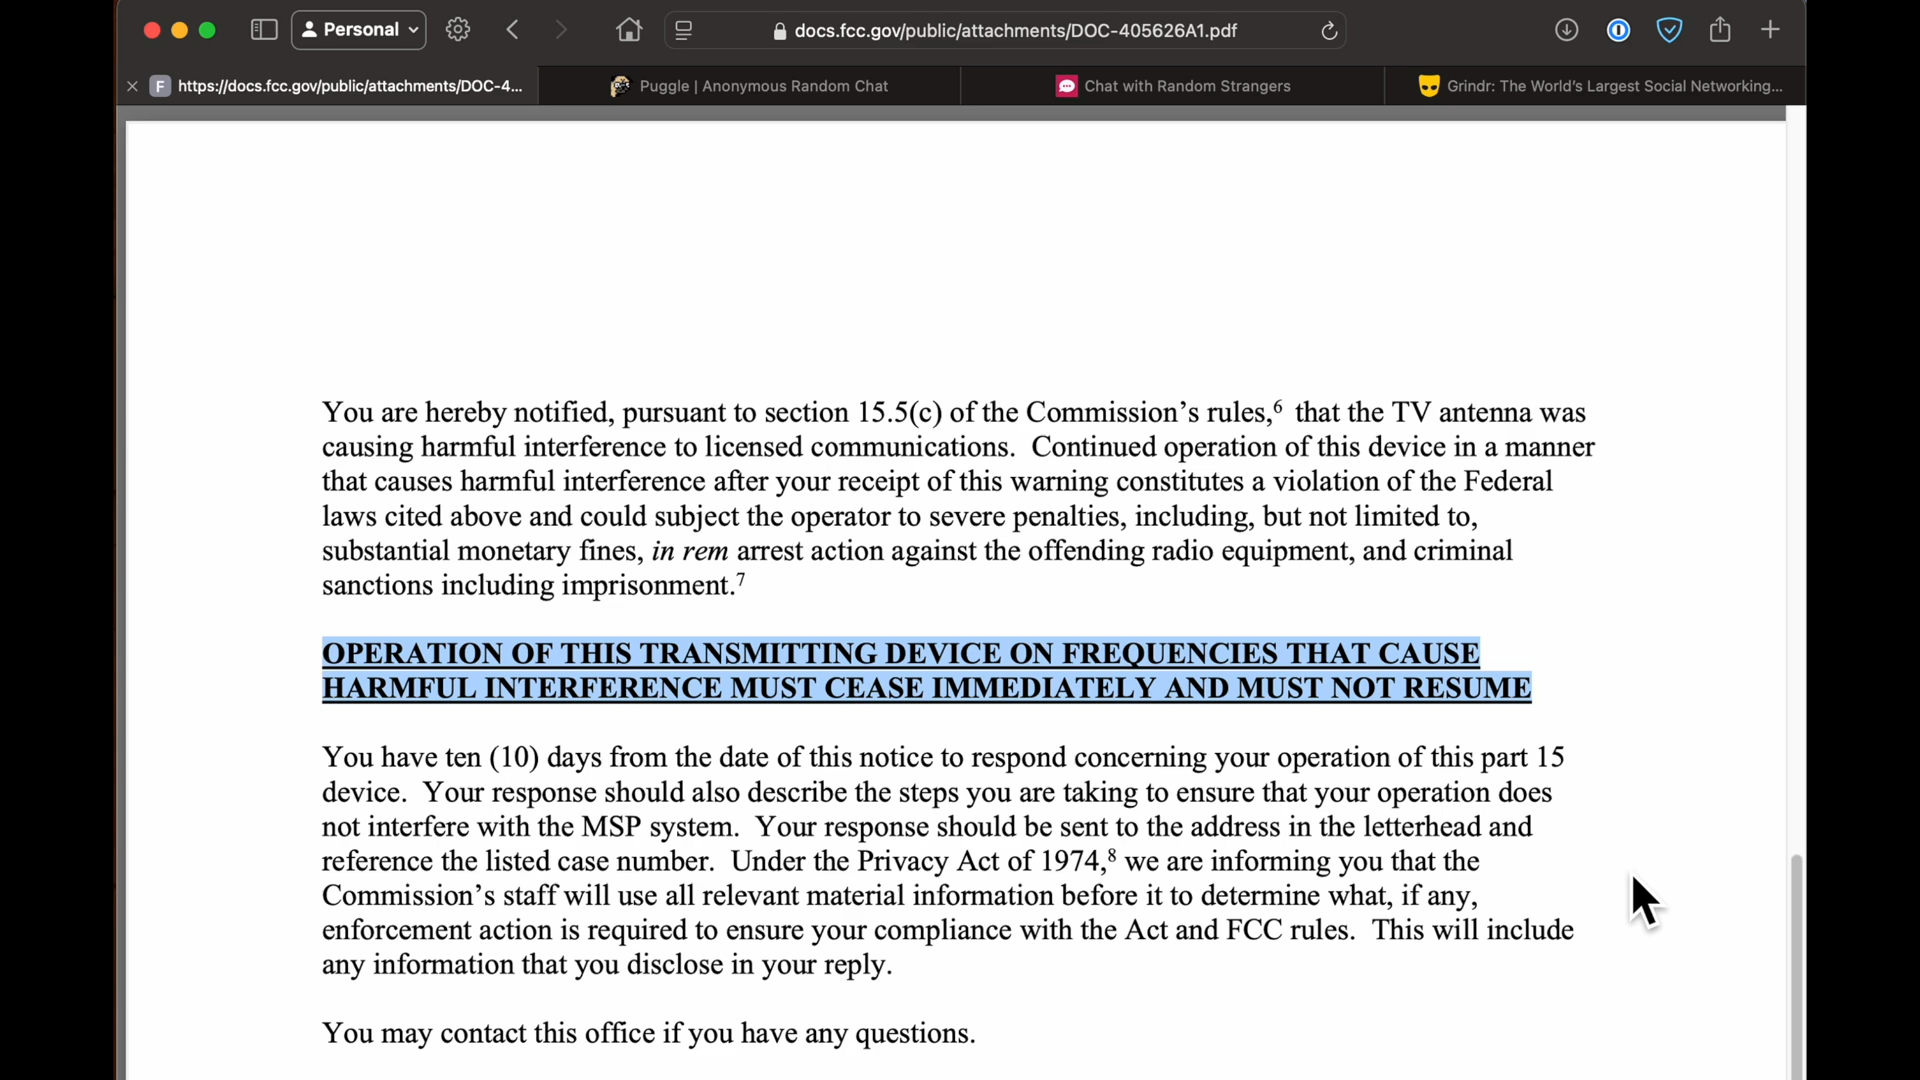 Personal
docs.fcc.gov/public/attachments/DOC-405626A1.pdf
F https://docs.fcc.gov/public/attachments/DOC-4...
Puggle | Anonymous Random Chat
Chat with Random Strangers
Grindr: The World's Largest Social Networking...
You are hereby notified, pursuant to section 15.5(c) of the Commission’s rules,⁶ that the TV antenna was
causing harmful interference to licensed communications. Continued operation of this device in a manner
that causes harmful interference after your receipt of this warning constitutes a violation of the Federal
laws cited above and could subject the operator to severe penalties, including, but not limited to,
substantial monetary fines, in rem arrest action against the offending radio equipment, and criminal
sanctions including imprisonment.⁷
OPERATION OF THIS TRANSMITTING DEVICE ON FREQUENCIES THAT CAUSE
HARMFUL INTERFERENCE MUST CEASE IMMEDIATELY AND MUST NOT RESUME
You have ten (10) days from the date of this notice to respond concerning your operation of this part 15
device. Your response should also describe the steps you are taking to ensure that your operation does
not interfere with the MSP system. Your response should be sent to the address in the letterhead and
reference the listed case number. Under the Privacy Act of 1974,⁸ we are informing you that the
Commission’s staff will use all relevant material information before it to determine what, if any,
enforcement action is required to ensure your compliance with the Act and FCC rules. This will include
any information that you disclose in your reply.
You may contact this office if you have any questions.